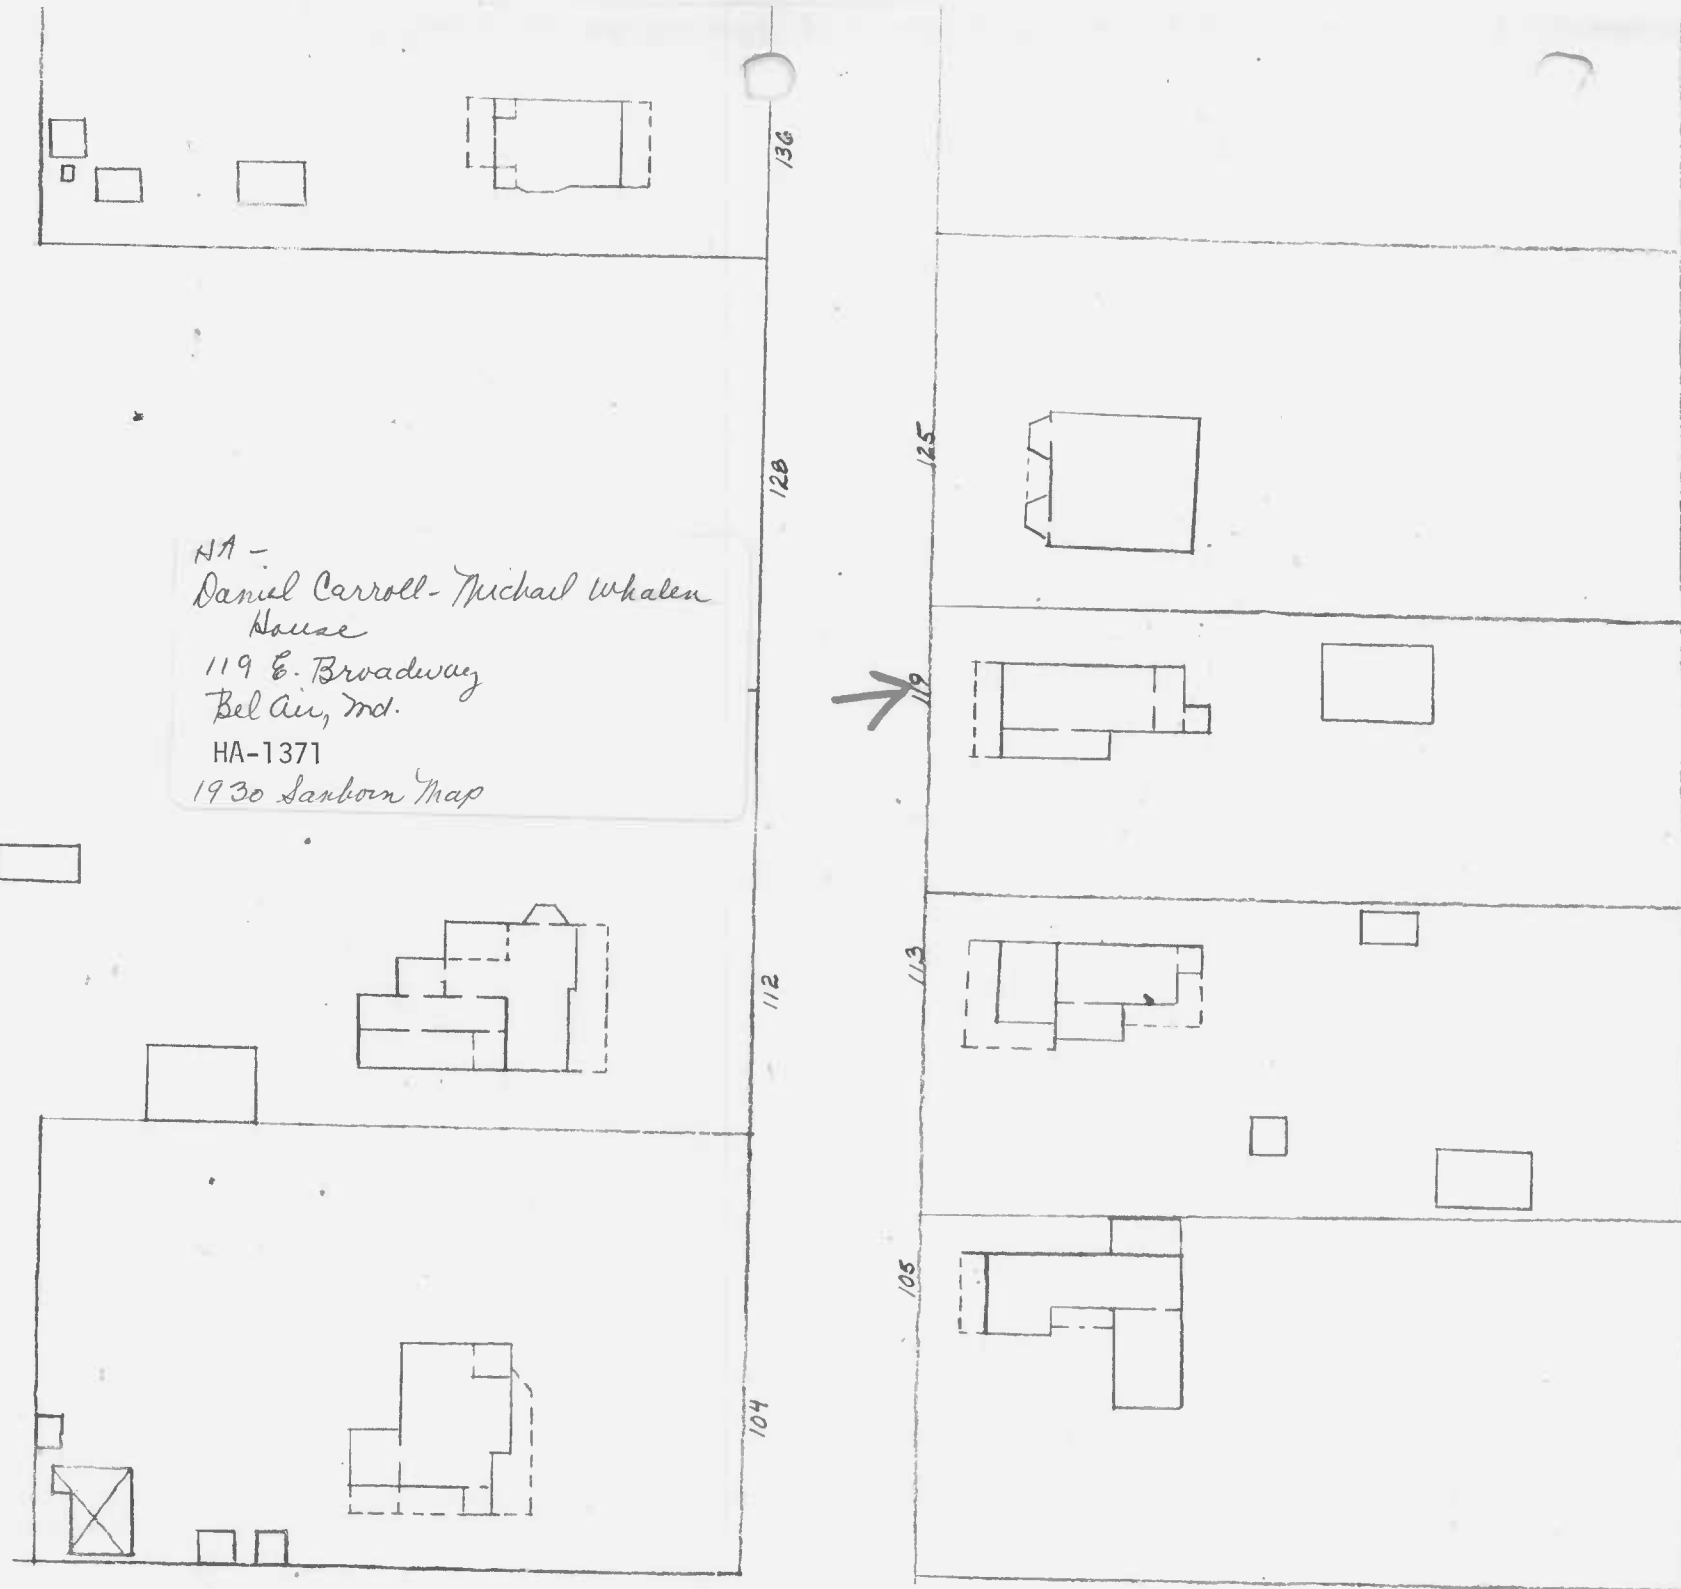 136
128
125
HA -
Daniel Carroll - Michael Whalen
House
119 E. Broadway
Bel Air, Md.
HA-1371
1930 Sanborn Map
119
112
113
105
104